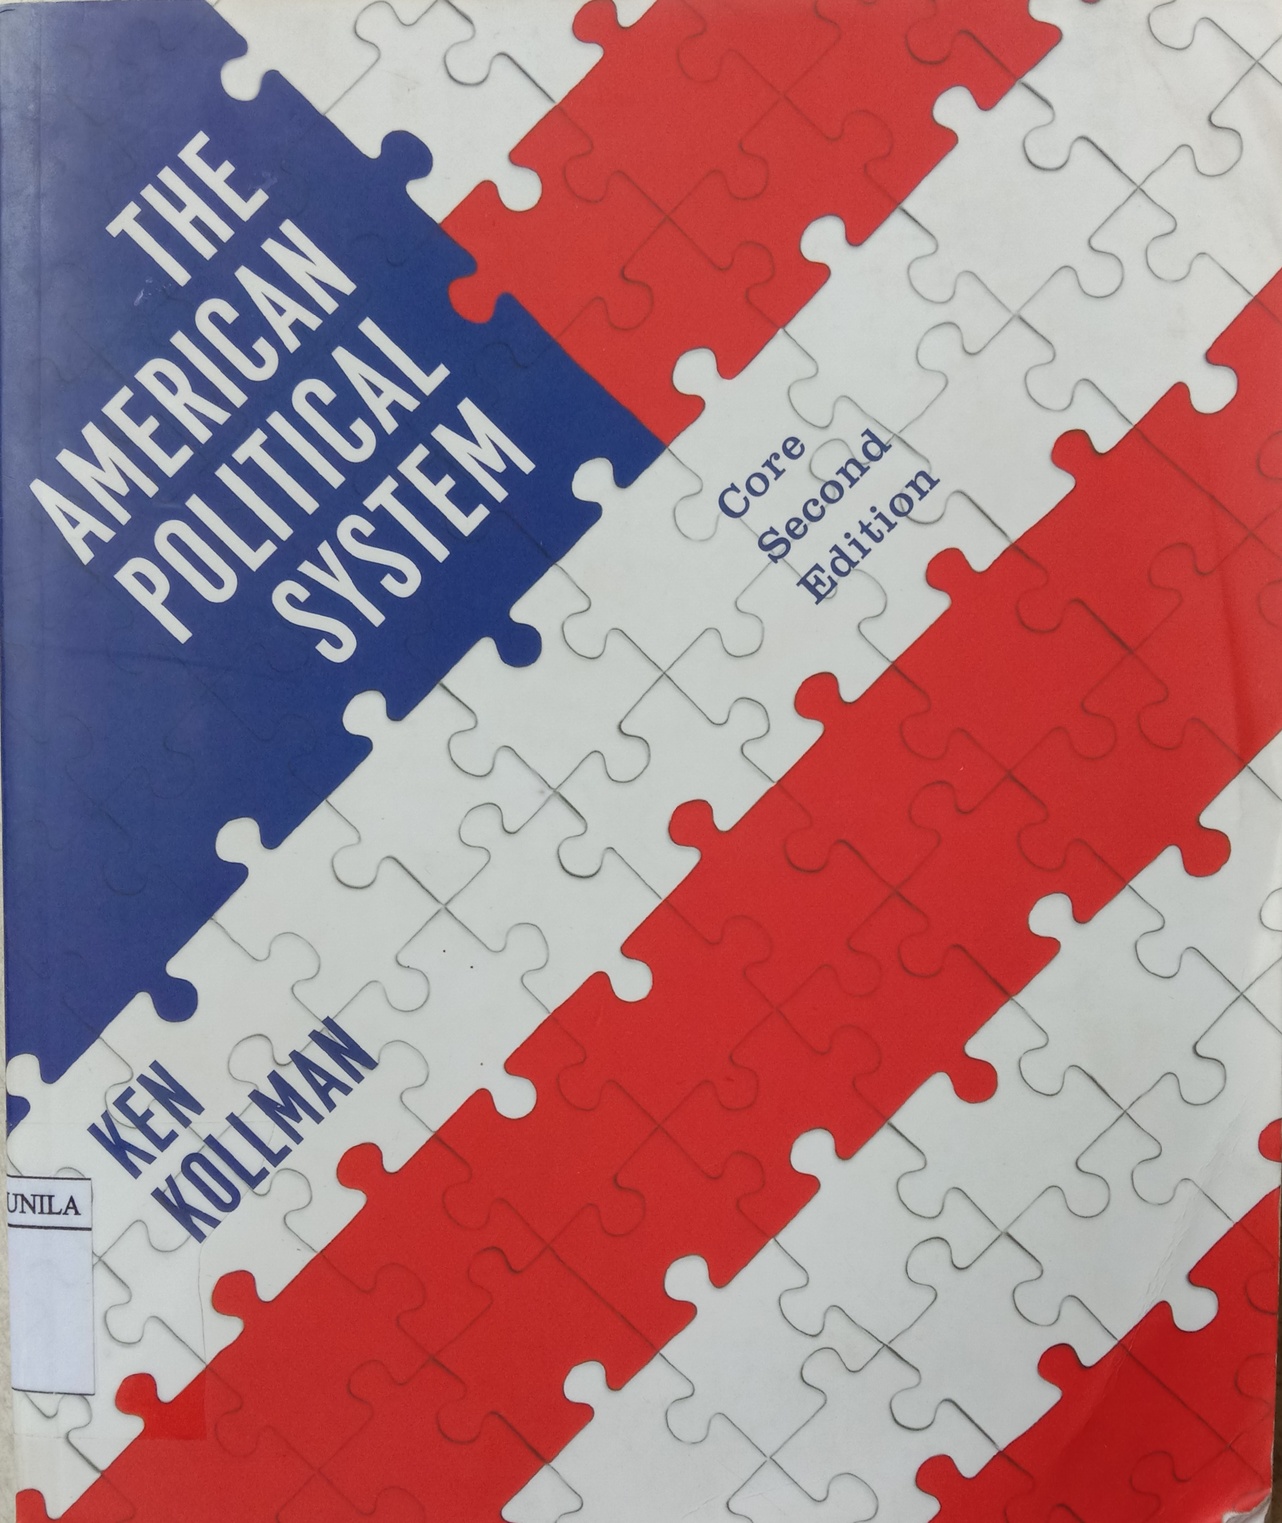 THE
AMERICAN
POLITICAL
SYSTEM
Core
Second
Edition
KEN
KOLLMAN
UNILA